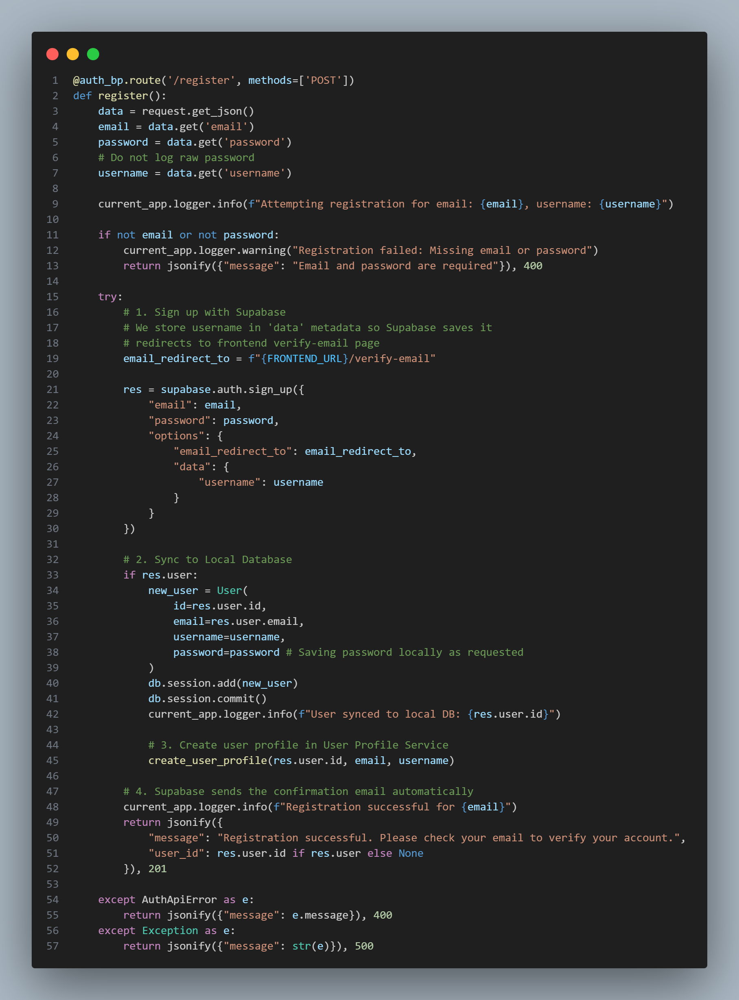 1 @auth_bp.route('/register', methods=['POST'])
2 def register():
3     data = request.get_json()
4     email = data.get('email')
5     password = data.get('password')
6     # Do not log raw password
7     username = data.get('username')
8
9     current_app.logger.info(f"Attempting registration for email: {email}, username: {username}")
10
11     if not email or not password:
12         current_app.logger.warning("Registration failed: Missing email or password")
13         return jsonify({"message": "Email and password are required"}), 400
14
15     try:
16         # 1. Sign up with Supabase
17         # We store username in 'data' metadata so Supabase saves it
18         # redirects to frontend verify-email page
19         email_redirect_to = f"{FRONTEND_URL}/verify-email"
20
21         res = supabase.auth.sign_up({
22             "email": email,
23             "password": password,
24             "options": {
25                 "email_redirect_to": email_redirect_to,
26                 "data": {
27                     "username": username
28                 }
29             }
30         })
31
32         # 2. Sync to Local Database
33         if res.user:
34             new_user = User(
35                 id=res.user.id,
36                 email=res.user.email,
37                 username=username,
38                 password=password # Saving password locally as requested
39             )
40             db.session.add(new_user)
41             db.session.commit()
42             current_app.logger.info(f"User synced to local DB: {res.user.id}")
43
44             # 3. Create user profile in User Profile Service
45             create_user_profile(res.user.id, email, username)
46
47         # 4. Supabase sends the confirmation email automatically
48         current_app.logger.info(f"Registration successful for {email}")
49         return jsonify({
50             "message": "Registration successful. Please check your email to verify your account.",
51             "user_id": res.user.id if res.user else None
52         }), 201
53
54     except AuthApiError as e:
55         return jsonify({"message": e.message}), 400
56     except Exception as e:
57         return jsonify({"message": str(e)}), 500